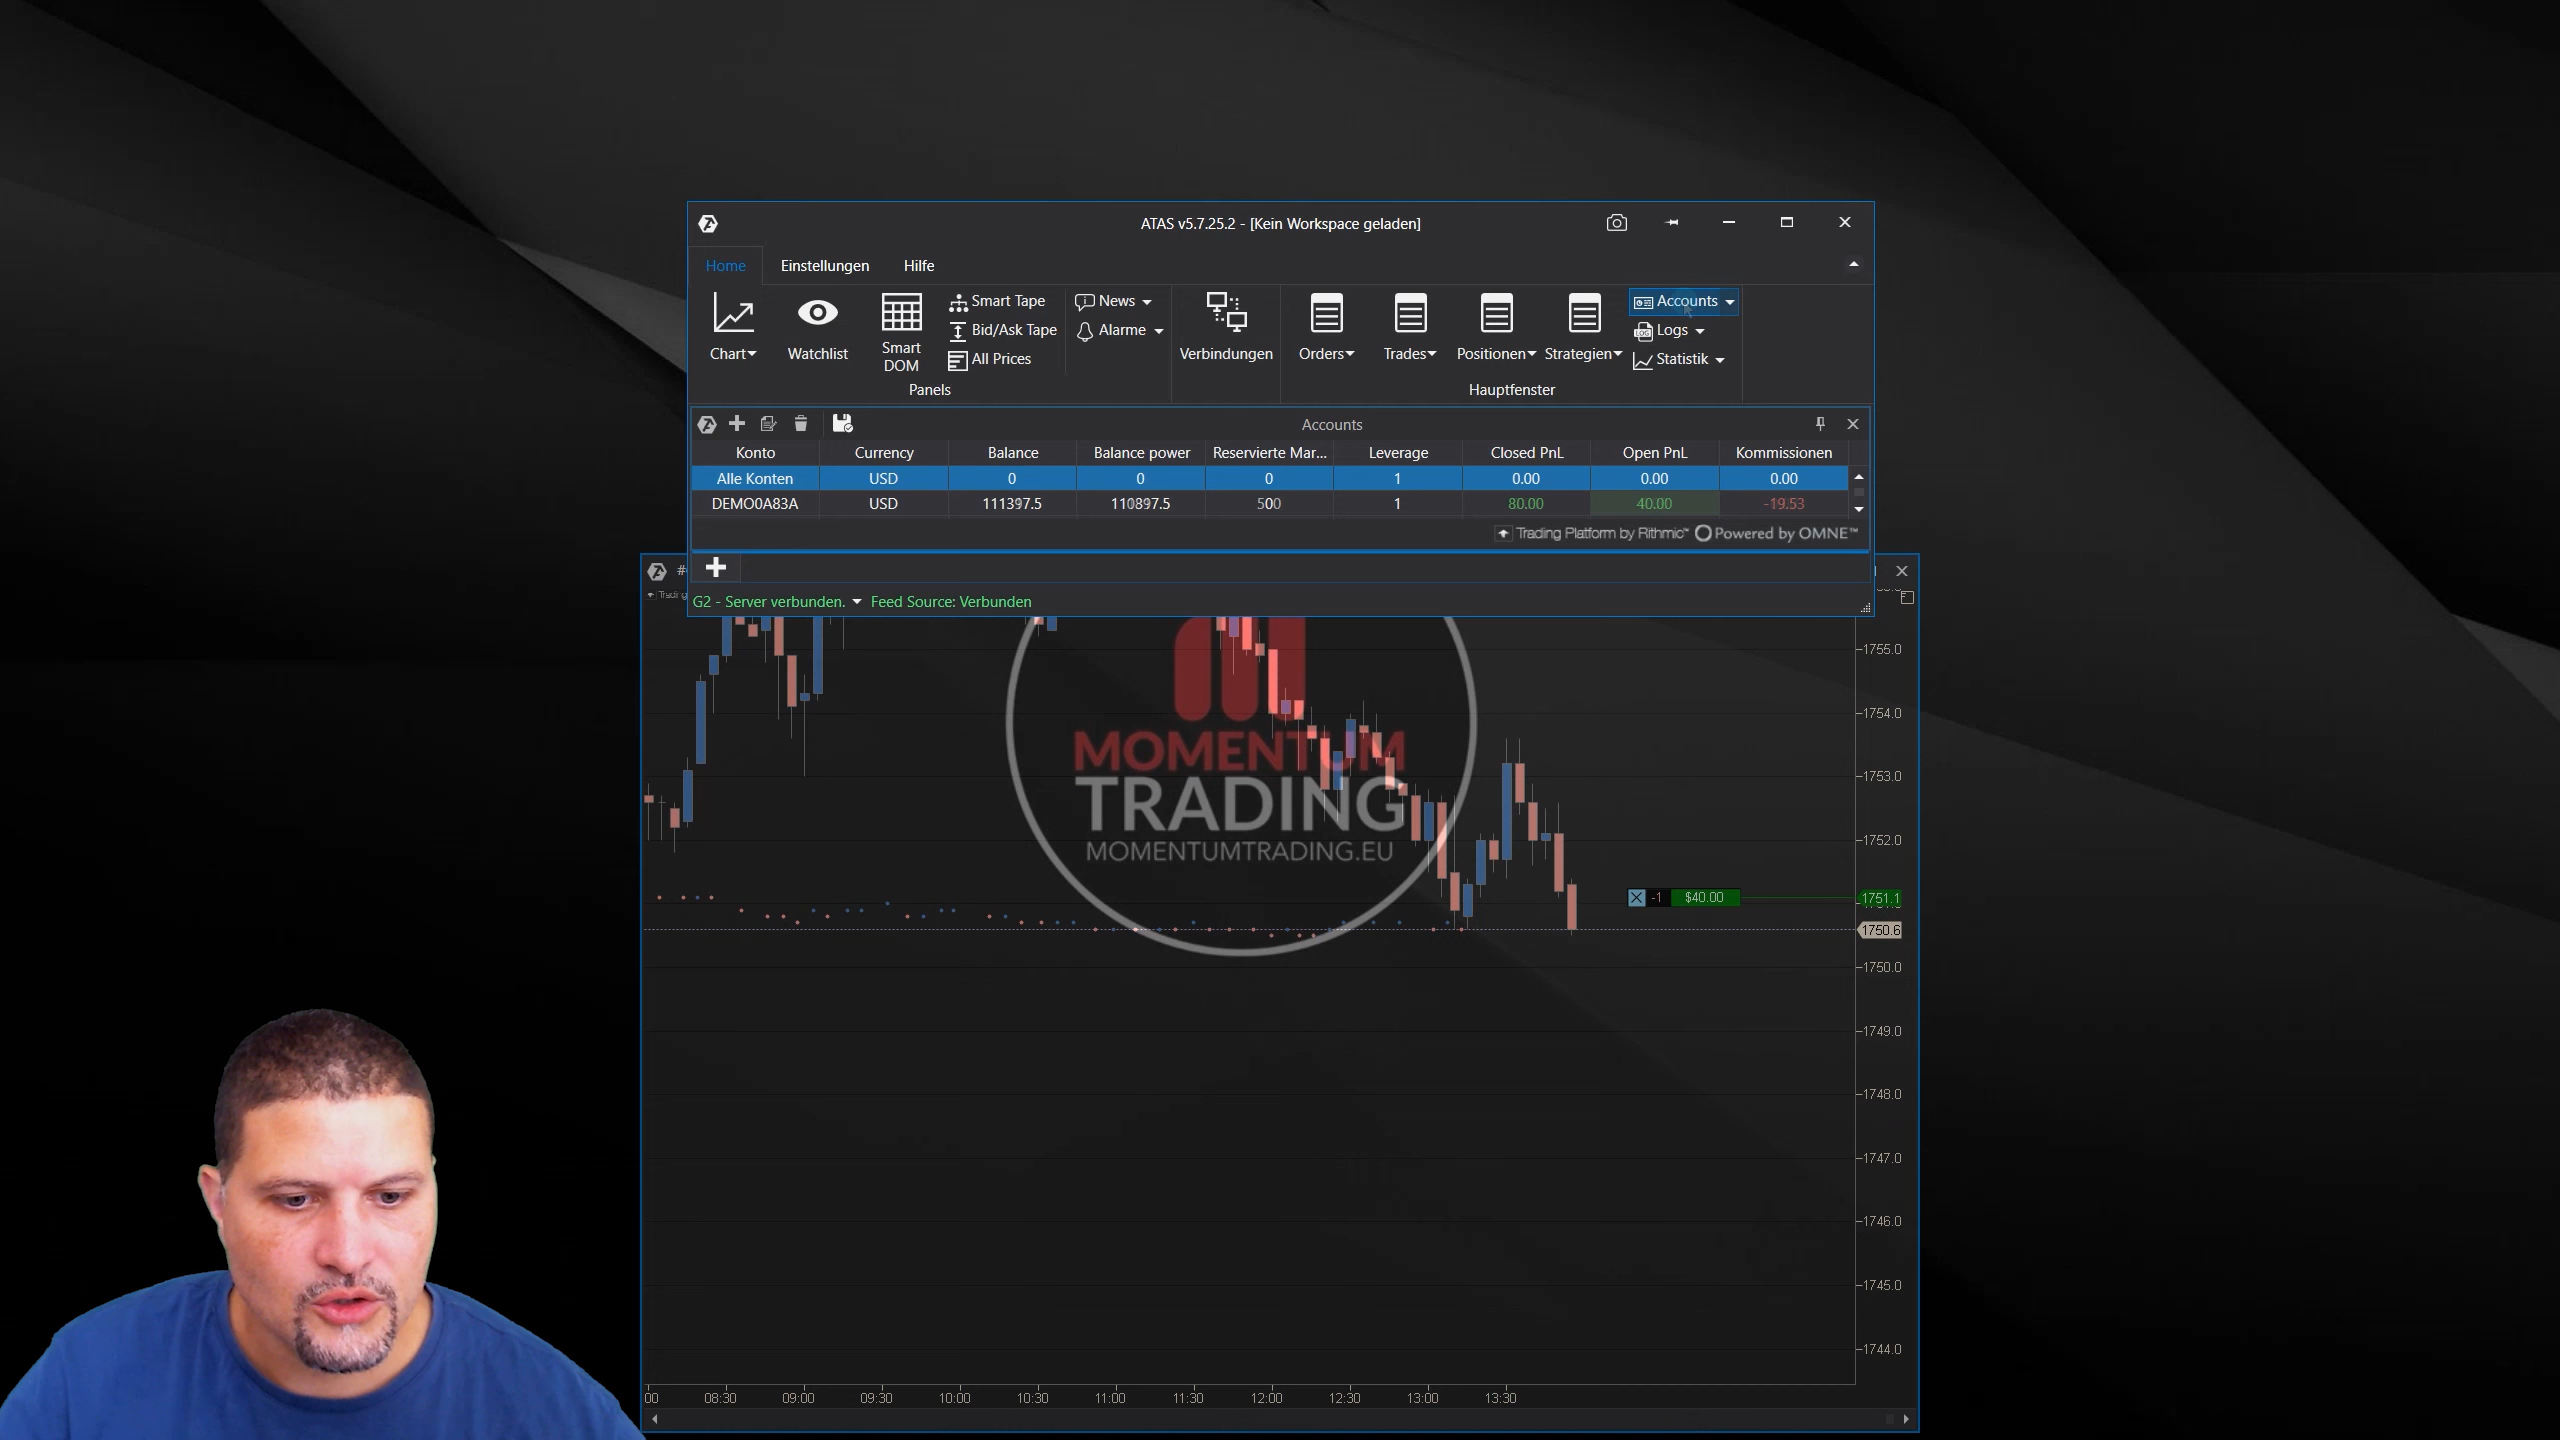 ATAS v5.7.25.2 - [Kein Workspace geladen]
Home Einstellungen Hilfe
Chart Watchlist Smart DOM Smart Tape Bid/Ask Tape All Prices News Alarme Verbindungen Orders Trades Positionen Strategien Accounts Logs Statistik
Panels Hauptfenster
Accounts
Konto Currency Balance Balance power Reservierte Mar... Leverage Closed PnL Open PnL Kommissionen
Alle Konten USD 0 0 0 1 0.00 0.00 0.00
DEMO0A83A USD 111397.5 110897.5 500 1 80.00 40.00 -19.53
Trading Platform by Rithmic™ Powered by OMNE™
G2 - Server verbunden. Feed Source: Verbunden
Trading
1755.0
1754.0
MOMENTUM
1753.0
TRADING
1752.0
MOMENTUMTRADING.EU
-1 $40.00 1751.1
1750.6
1750.0
1749.0
1748.0
1747.0
1746.0
1745.0
1744.0
00 08:30 09:00 09:30 10:00 10:30 11:00 11:30 12:00 12:30 13:00 13:30